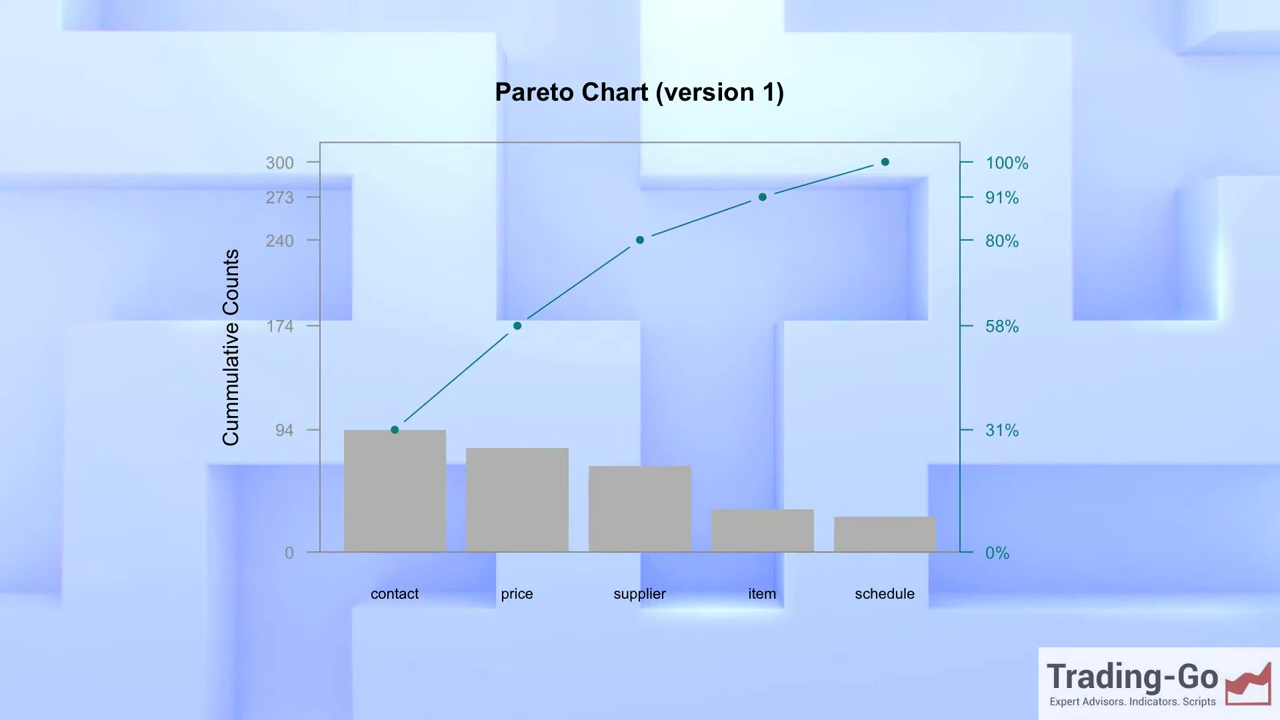 Pareto Chart (version 1)
Cummulative Counts
300
273
240
174
94
0
100%
91%
80%
58%
31%
0%
contact price supplier item schedule
Trading-Go
Expert Advisors. Indicators. Scripts